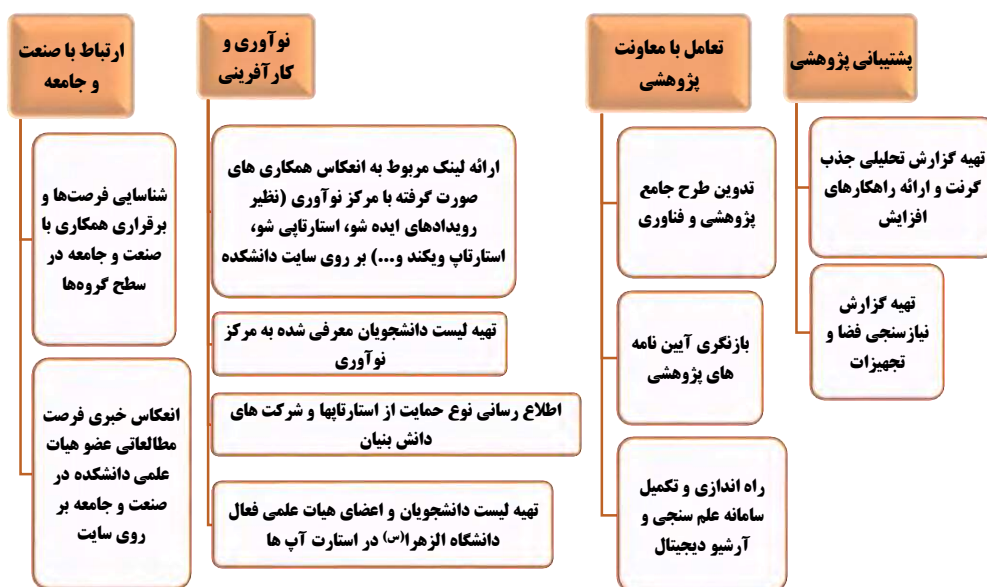 پشتیبانی پژوهشی
تهیه گزارش تحلیلی جذب
گرنت و ارائه راهکارهای
افزایش
تهیه گزارش
نیازسنجی فضا و
تجهیزات
تعامل با معاونت
پژوهشی
تدوین طرح جامع
پژوهشی و فناوری
بازنگری آیین نامه
های پژوهشی
راه اندازی و تکمیل
سامانه علم سنجی و
آرشیو دیجیتال
نوآوری و
کارآفرینی
ارائه لینک مربوط به انعکاس همکاری های
صورت گرفته با مرکز نوآوری (نظیر
رویدادهای ایده شو، استارتاپی شو،
استارتاپ ویکند و...) بر روی سایت دانشکده
تهیه لیست دانشجویان معرفی شده به مرکز
نوآوری
اطلاع رسانی نوع حمایت از استارتاپها و شرکت های
دانش بنیان
تهیه لیست دانشجویان و اعضای هیات علمی فعال
دانشگاه الزهرا(س) در استارت آپ ها
ارتباط با صنعت
و جامعه
شناسایی فرصت‌ها و
برقراری همکاری با
صنعت و جامعه در
سطح گروه‌ها
انعکاس خبری فرصت
مطالعاتی عضو هیات
علمی دانشکده در
صنعت و جامعه بر
روی سایت